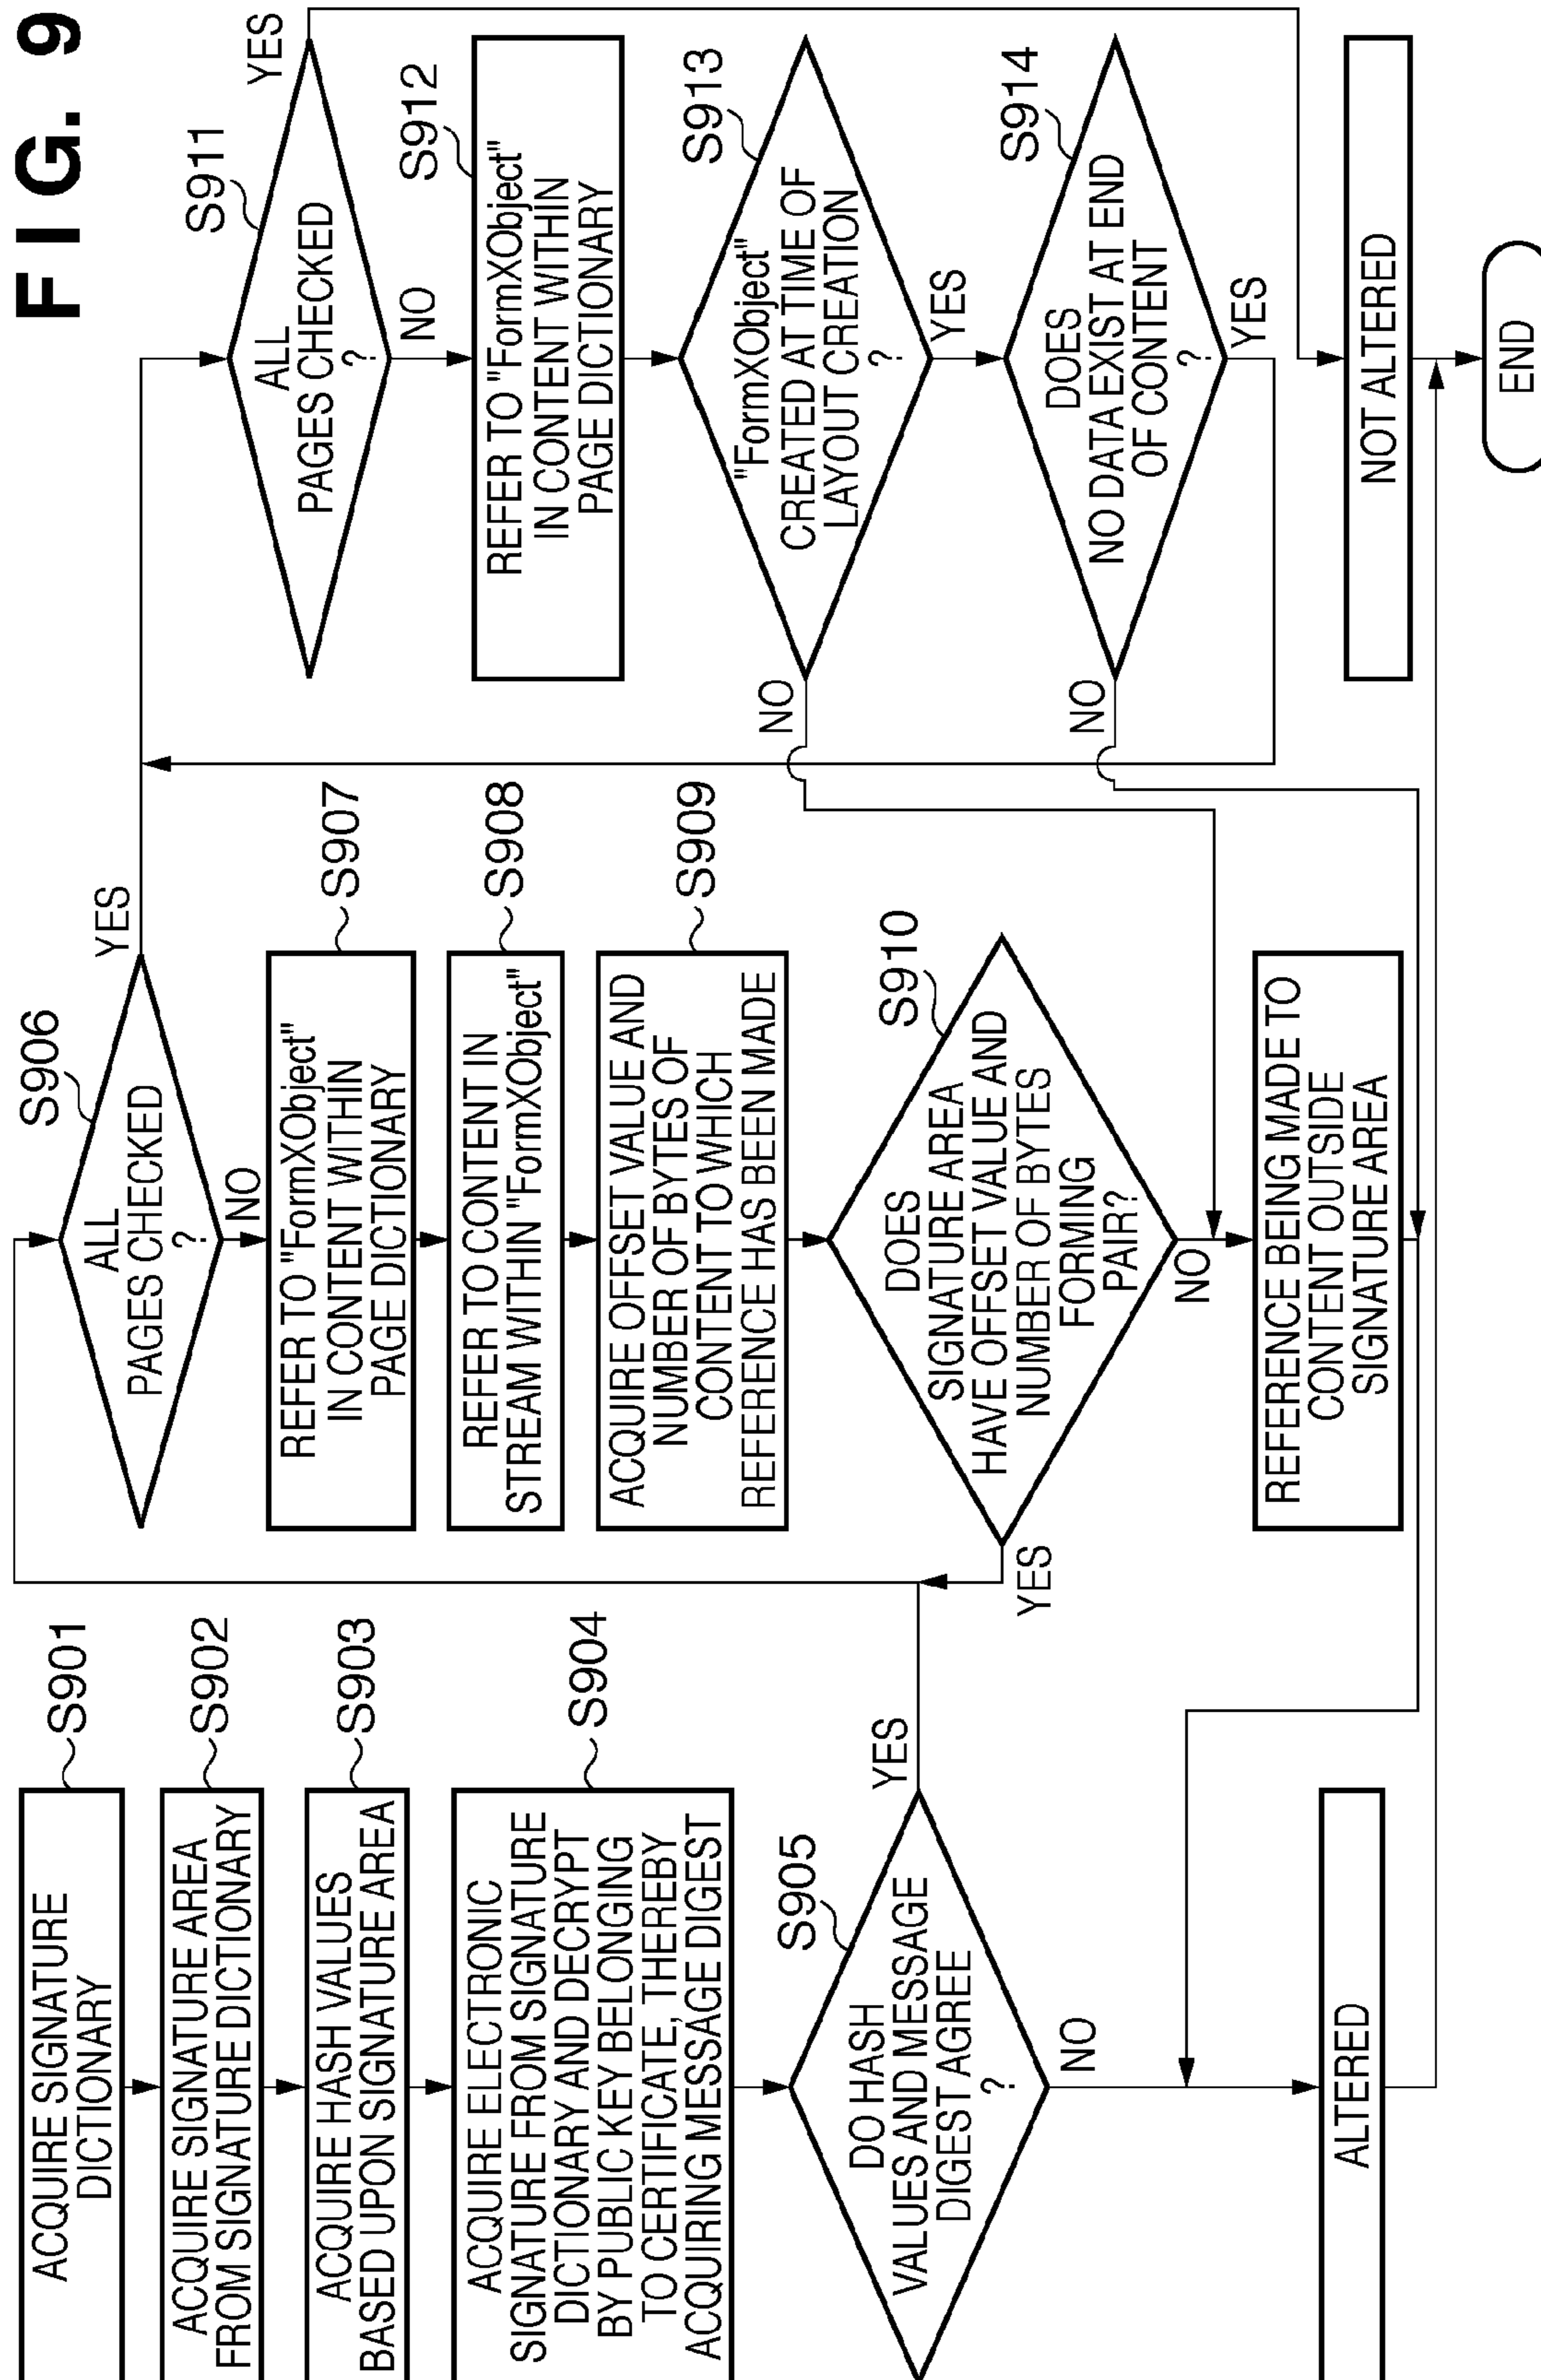 FIG. 9
S901
ACQUIRE SIGNATURE
DICTIONARY
S902
ACQUIRE SIGNATURE AREA
FROM SIGNATURE DICTIONARY
S903
ACQUIRE HASH VALUES
BASED UPON SIGNATURE AREA
S904
ACQUIRE ELECTRONIC
SIGNATURE FROM SIGNATURE
DICTIONARY AND DECRYPT
BY PUBLIC KEY BELONGING
TO CERTIFICATE, THEREBY
ACQUIRING MESSAGE DIGEST
S905
DO HASH
VALUES AND MESSAGE
DIGEST AGREE
?
YES
NO
ALTERED
S906
ALL
PAGES CHECKED
?
YES
NO
S907
REFER TO "FormXObject"
IN CONTENT WITHIN
PAGE DICTIONARY
S908
REFER TO CONTENT IN
STREAM WITHIN "FormXObject"
S909
ACQUIRE OFFSET VALUE AND
NUMBER OF BYTES OF
CONTENT TO WHICH
REFERENCE HAS BEEN MADE
S910
DOES
SIGNATURE AREA
HAVE OFFSET VALUE AND
NUMBER OF BYTES
FORMING
PAIR?
YES
NO
REFERENCE BEING MADE TO
CONTENT OUTSIDE
SIGNATURE AREA
S911
ALL
PAGES CHECKED
?
YES
NO
S912
REFER TO "FormXObject"
IN CONTENT WITHIN
PAGE DICTIONARY
S913
"FormXObject"
CREATED AT TIME OF
LAYOUT CREATION
?
NO
YES
S914
DOES
NO DATA EXIST AT END
OF CONTENT
?
NO
YES
NOT ALTERED
END